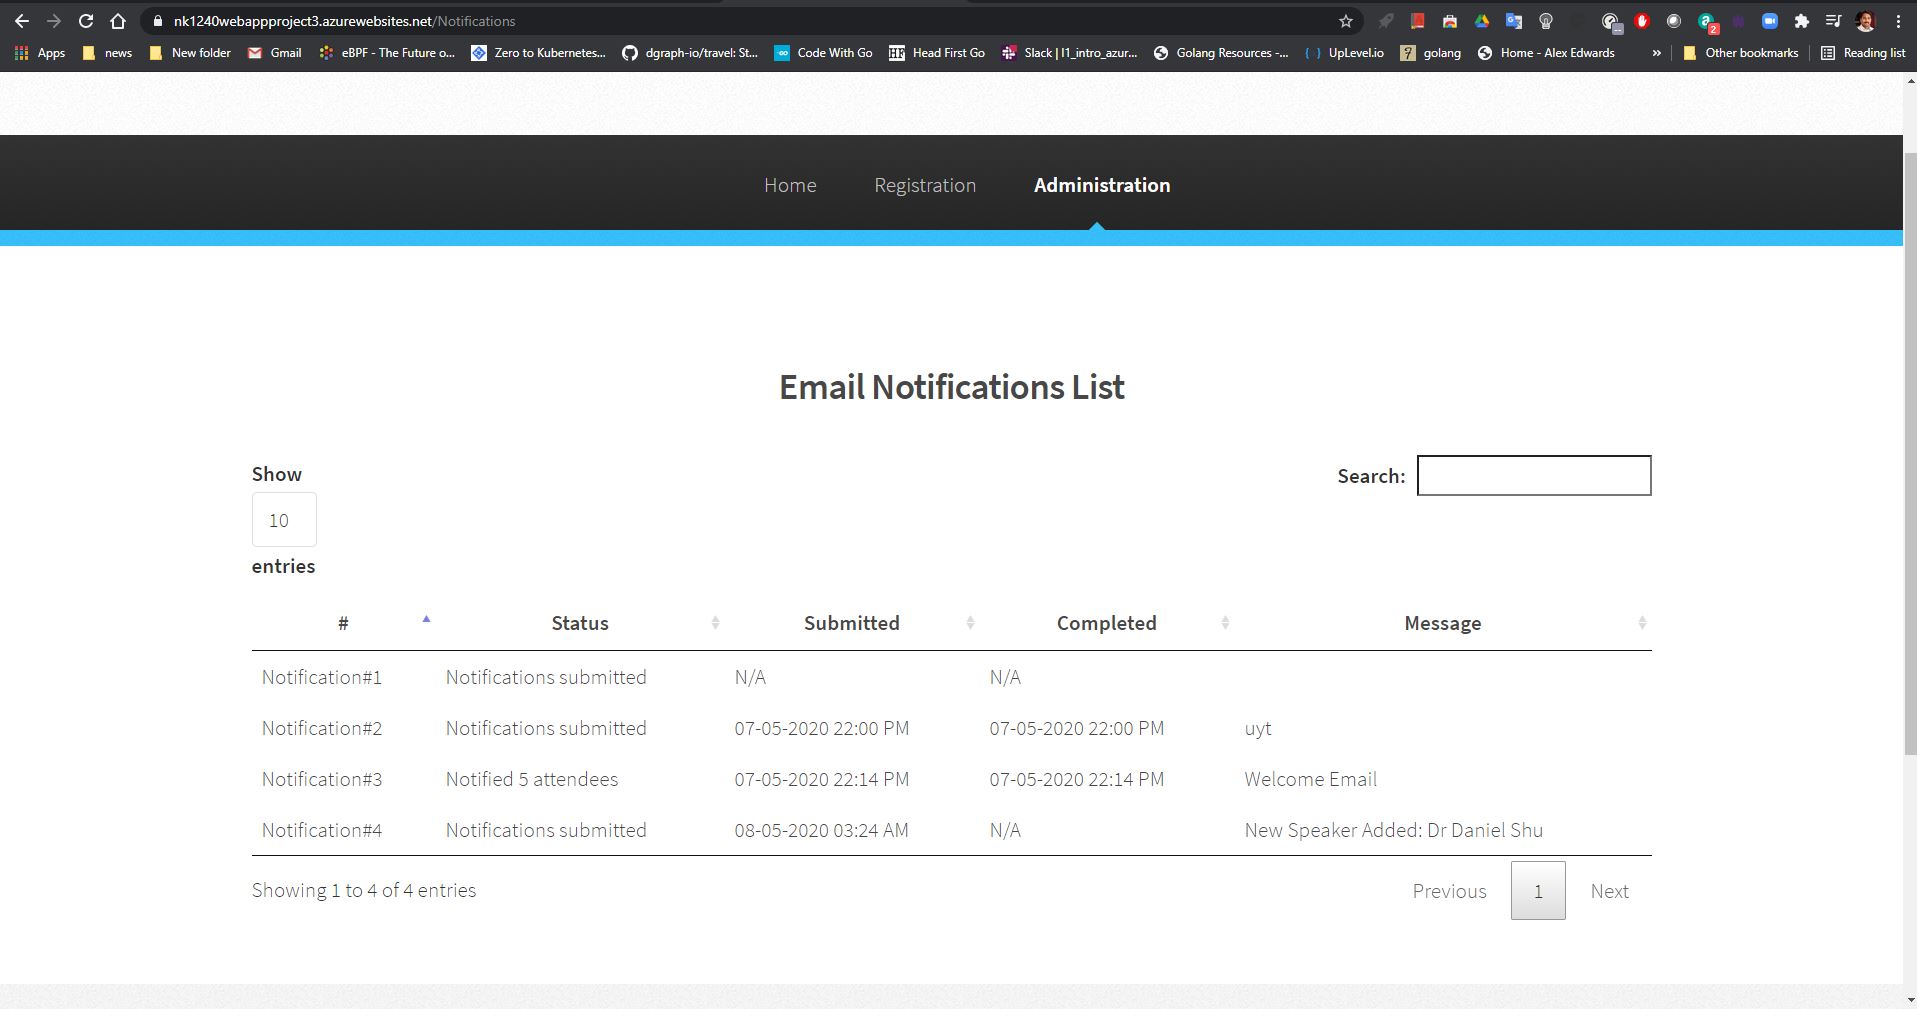 nk1240webappproject3.azurewebsites.net/Notifications
Apps news New folder Gmail eBPF - The Future o... Zero to Kubernetes... dgraph-io/travel: St... Code With Go Head First Go Slack | l1_intro_azur... Golang Resources -... UpLevel.io golang Home - Alex Edwards » Other bookmarks Reading list
Home Registration Administration
Email Notifications List
Show
10
entries
Search:
# Status Submitted Completed Message
Notification#1 Notifications submitted N/A N/A
Notification#2 Notifications submitted 07-05-2020 22:00 PM 07-05-2020 22:00 PM uyt
Notification#3 Notified 5 attendees 07-05-2020 22:14 PM 07-05-2020 22:14 PM Welcome Email
Notification#4 Notifications submitted 08-05-2020 03:24 AM N/A New Speaker Added: Dr Daniel Shu
Showing 1 to 4 of 4 entries
Previous 1 Next